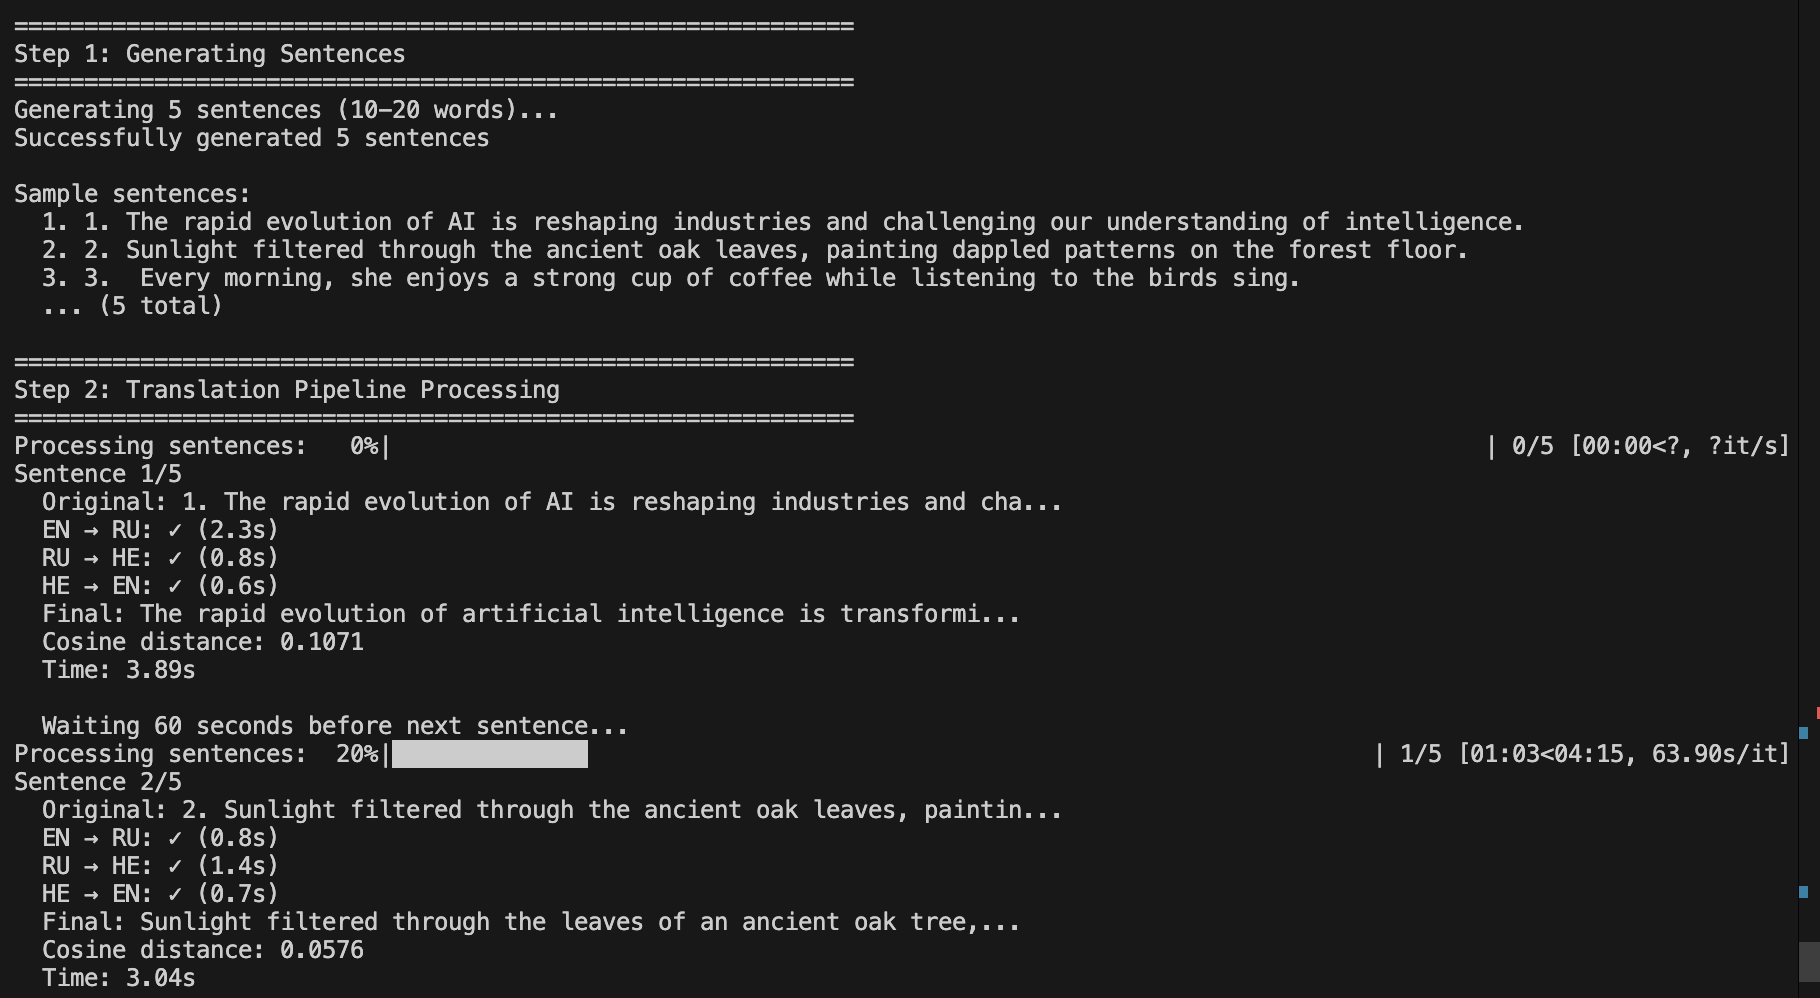 ============================================================
Step 1: Generating Sentences
============================================================
Generating 5 sentences (10-20 words)...
Successfully generated 5 sentences

Sample sentences:
  1. 1. The rapid evolution of AI is reshaping industries and challenging our understanding of intelligence.
  2. 2. Sunlight filtered through the ancient oak leaves, painting dappled patterns on the forest floor.
  3. 3.  Every morning, she enjoys a strong cup of coffee while listening to the birds sing.
  ... (5 total)

============================================================
Step 2: Translation Pipeline Processing
============================================================
Processing sentences:   0%| | 0/5 [00:00<?, ?it/s]
Sentence 1/5
  Original: 1. The rapid evolution of AI is reshaping industries and cha...
  EN → RU: ✓ (2.3s)
  RU → HE: ✓ (0.8s)
  HE → EN: ✓ (0.6s)
  Final: The rapid evolution of artificial intelligence is transformi...
  Cosine distance: 0.1071
  Time: 3.89s

  Waiting 60 seconds before next sentence...
Processing sentences:  20%| | 1/5 [01:03<04:15, 63.90s/it]
Sentence 2/5
  Original: 2. Sunlight filtered through the ancient oak leaves, paintin...
  EN → RU: ✓ (0.8s)
  RU → HE: ✓ (1.4s)
  HE → EN: ✓ (0.7s)
  Final: Sunlight filtered through the leaves of an ancient oak tree,...
  Cosine distance: 0.0576
  Time: 3.04s